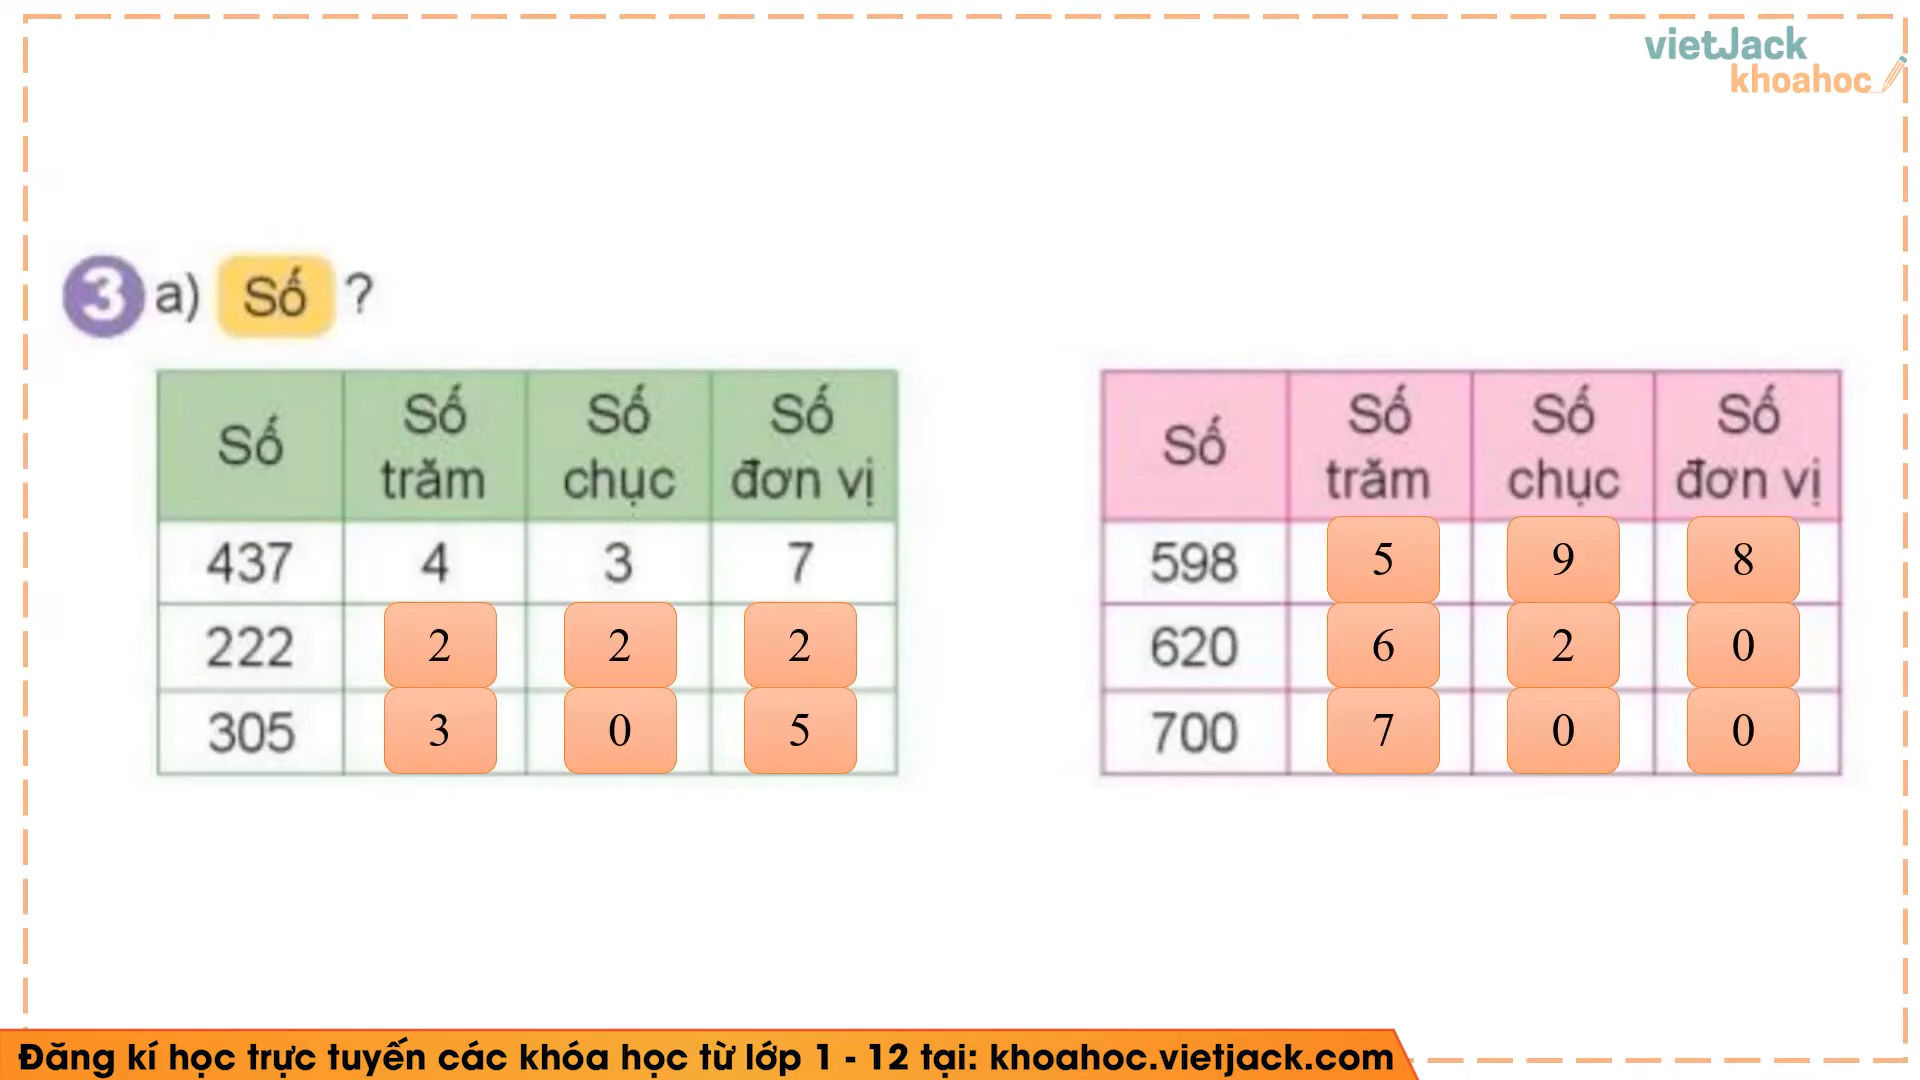 vietJack
khoahoc
3 a) Số ?
Số Số trăm Số chục Số đơn vị
437 4 3 7
222 2 2 2
305 3 0 5
Số Số trăm Số chục Số đơn vị
598 5 9 8
620 6 2 0
700 7 0 0
Đăng kí học trực tuyến các khóa học từ lớp 1 - 12 tại: khoahoc.vietjack.com